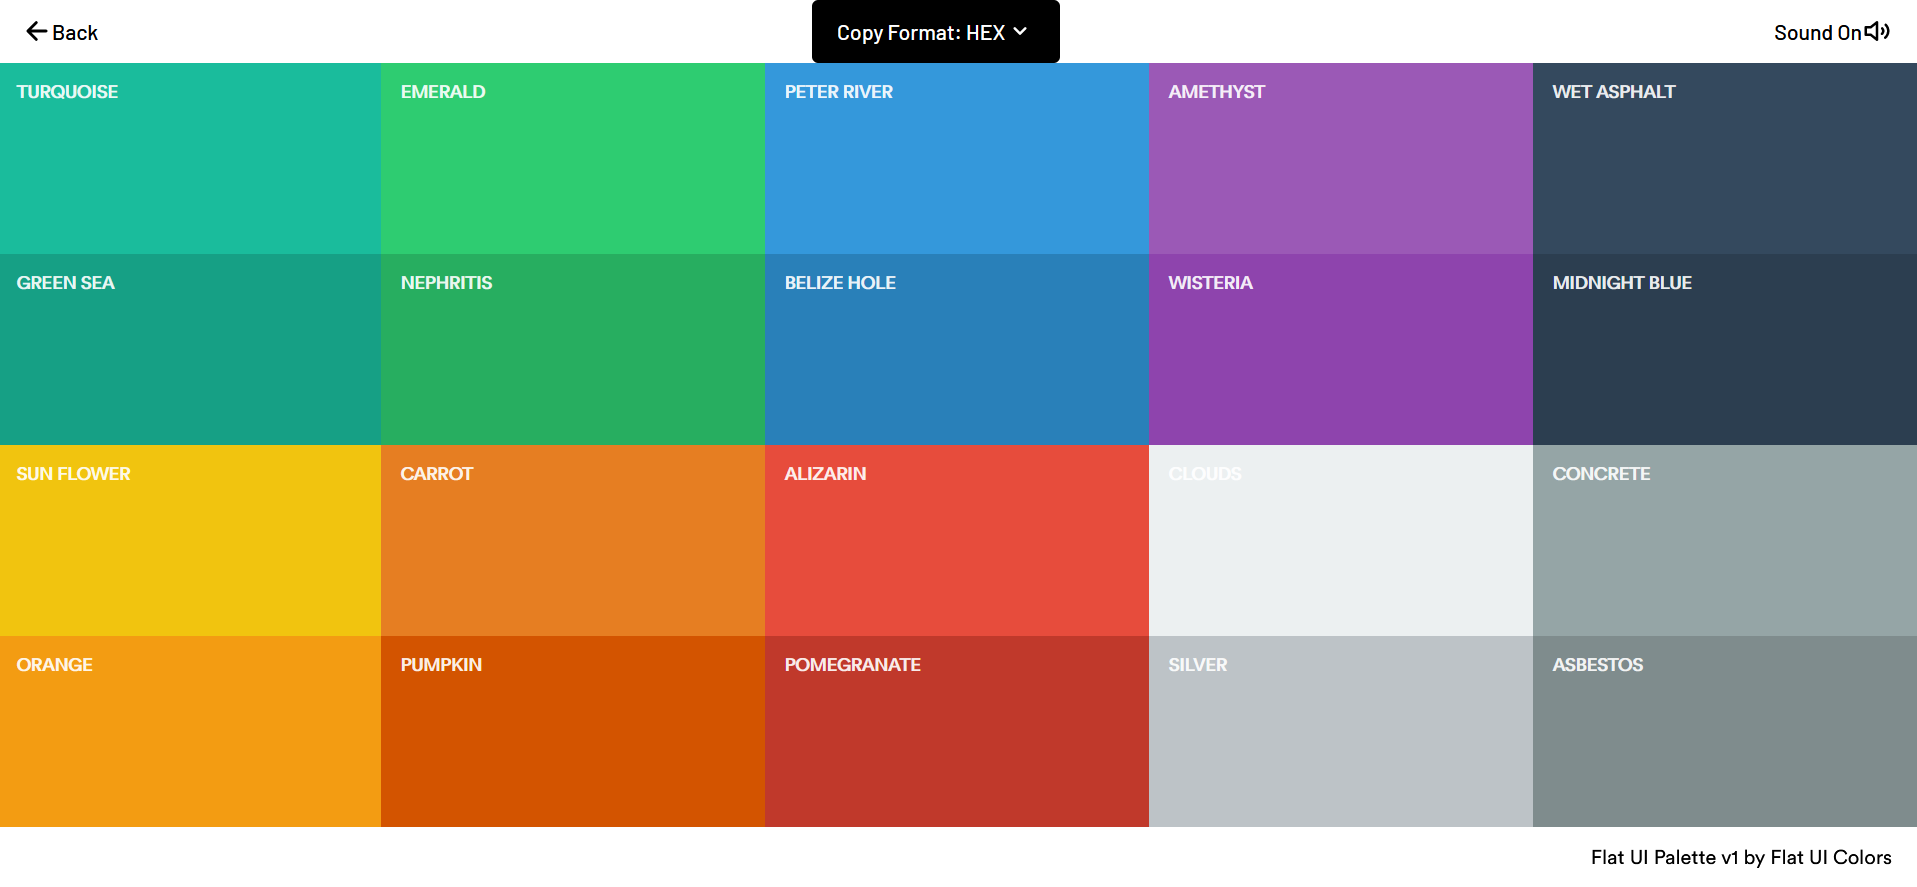 Back
Copy Format: HEX
Sound On
TURQUOISE
EMERALD
PETER RIVER
AMETHYST
WET ASPHALT
GREEN SEA
NEPHRITIS
BELIZE HOLE
WISTERIA
MIDNIGHT BLUE
SUN FLOWER
CARROT
ALIZARIN
CLOUDS
CONCRETE
ORANGE
PUMPKIN
POMEGRANATE
SILVER
ASBESTOS
Flat UI Palette v1 by Flat UI Colors